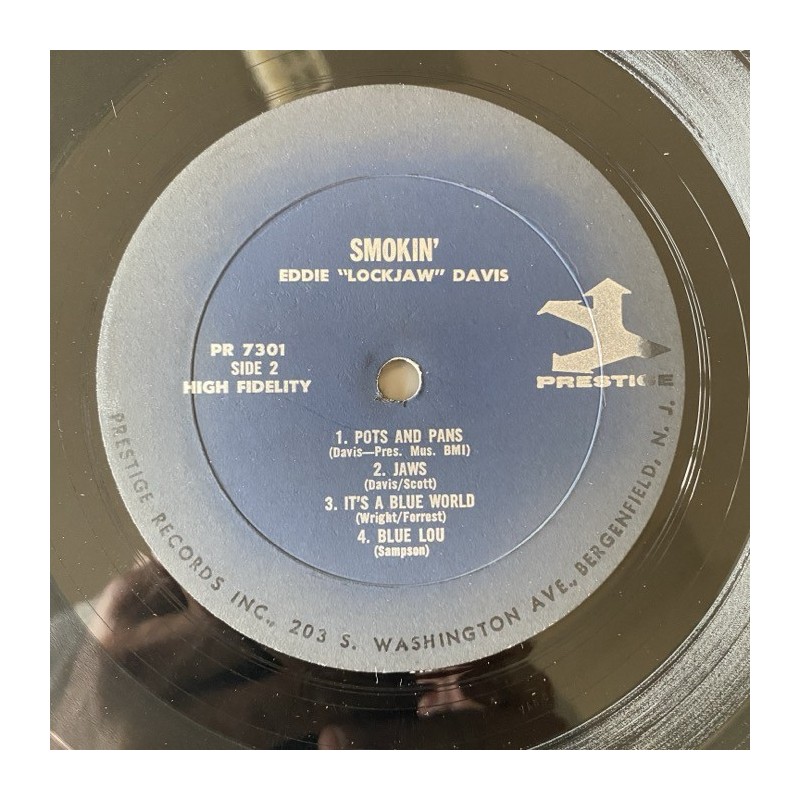 SMOKIN'
EDDIE "LOCKJAW" DAVIS
PR 7301
SIDE 2
HIGH FIDELITY
PRESTIGE
1. POTS AND PANS
(Davis—Pres. Mus. BMI)
2. JAWS
(Davis/Scott)
3. IT'S A BLUE WORLD
(Wright/Forrest)
4. BLUE LOU
(Sampson)
PRESTIGE RECORDS INC., 203 S. WASHINGTON AVE., BERGENFIELD, N. J.